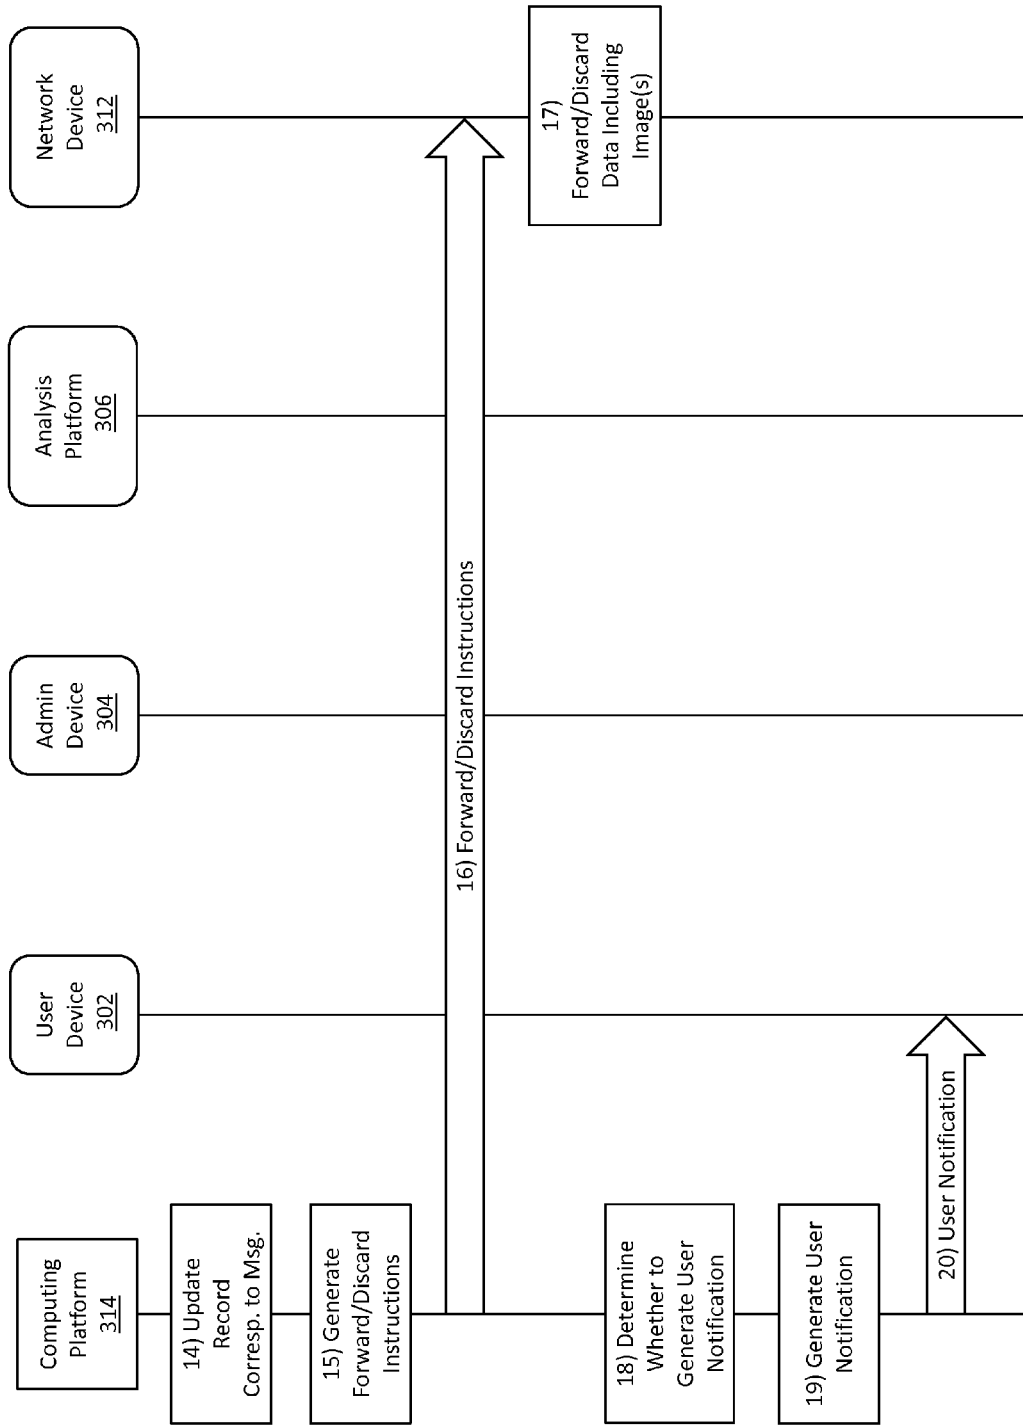 Computing
Platform
314
User
Device
302
Admin
Device
304
Analysis
Platform
306
Network
Device
312
14) Update
Record
Corresp. to Msg.
15) Generate
Forward/Discard
Instructions
16) Forward/Discard Instructions
17)
Forward/Discard
Data Including
Image(s)
18) Determine
Whether to
Generate User
Notification
19) Generate User
Notification
20) User Notification